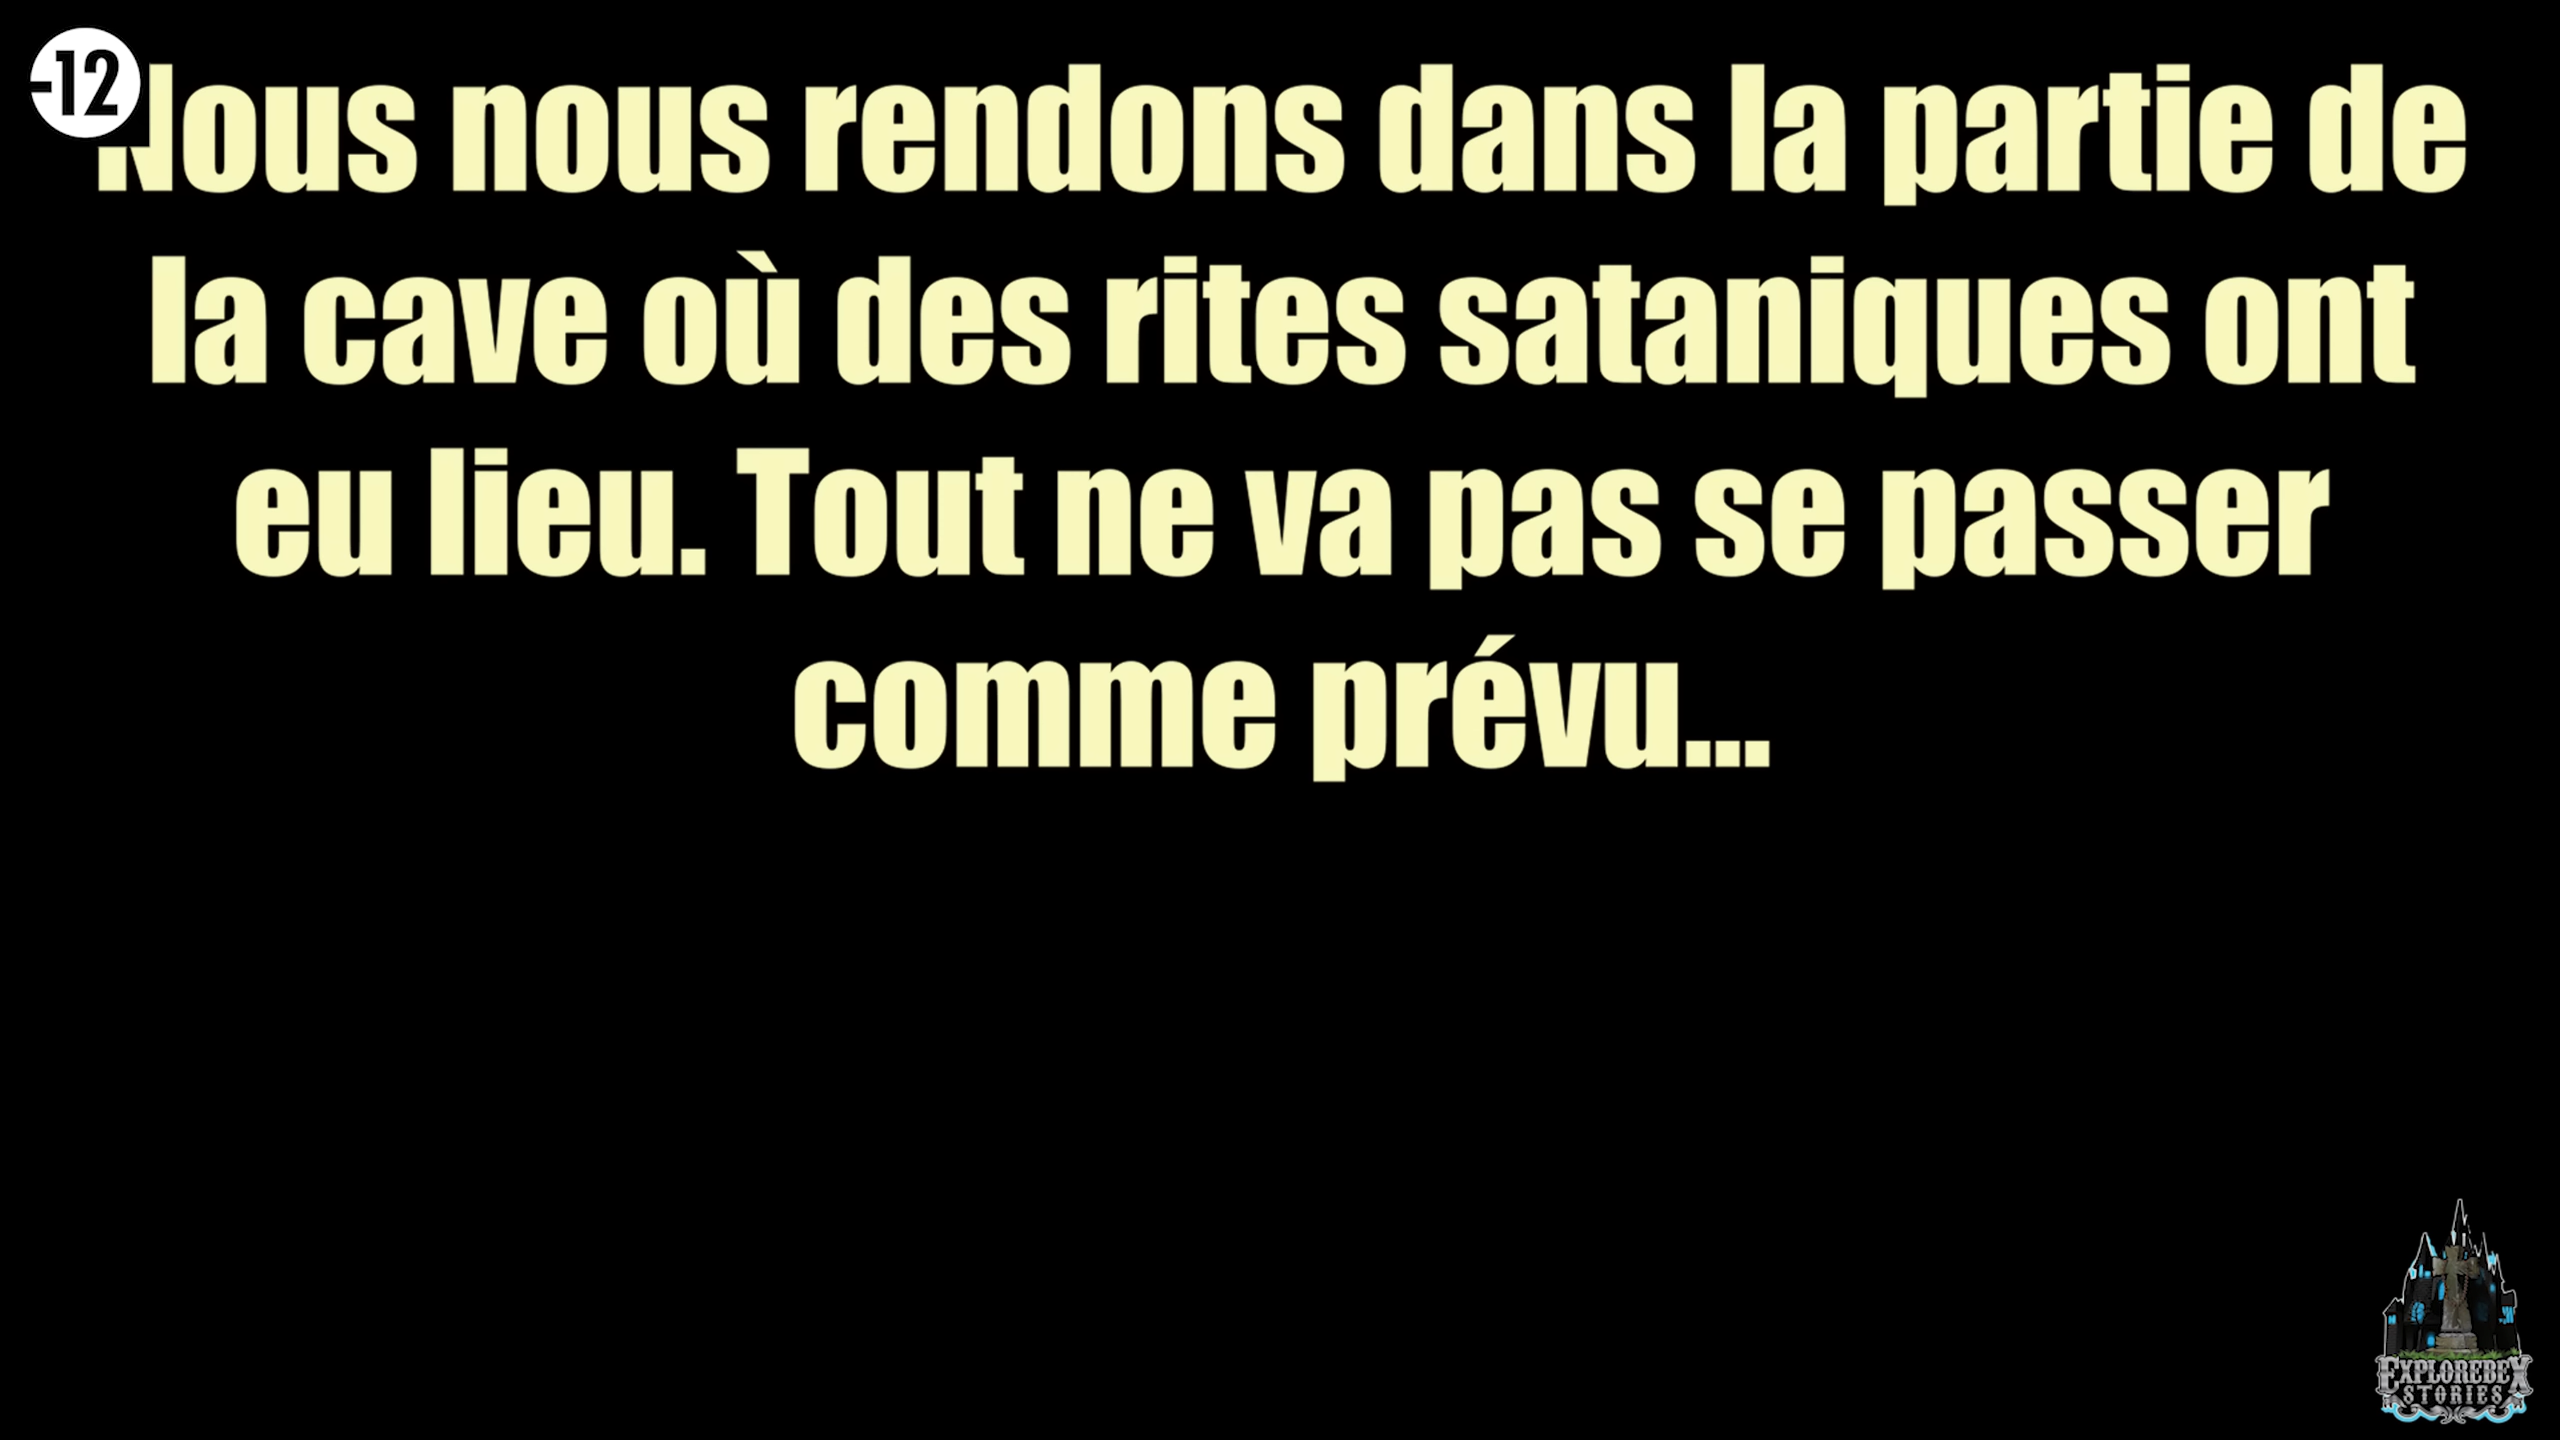 -12
Nous nous rendons dans la partie de
la cave où des rites sataniques ont
eu lieu. Tout ne va pas se passer
comme prévu...
EXPLOREBEX
STORIES